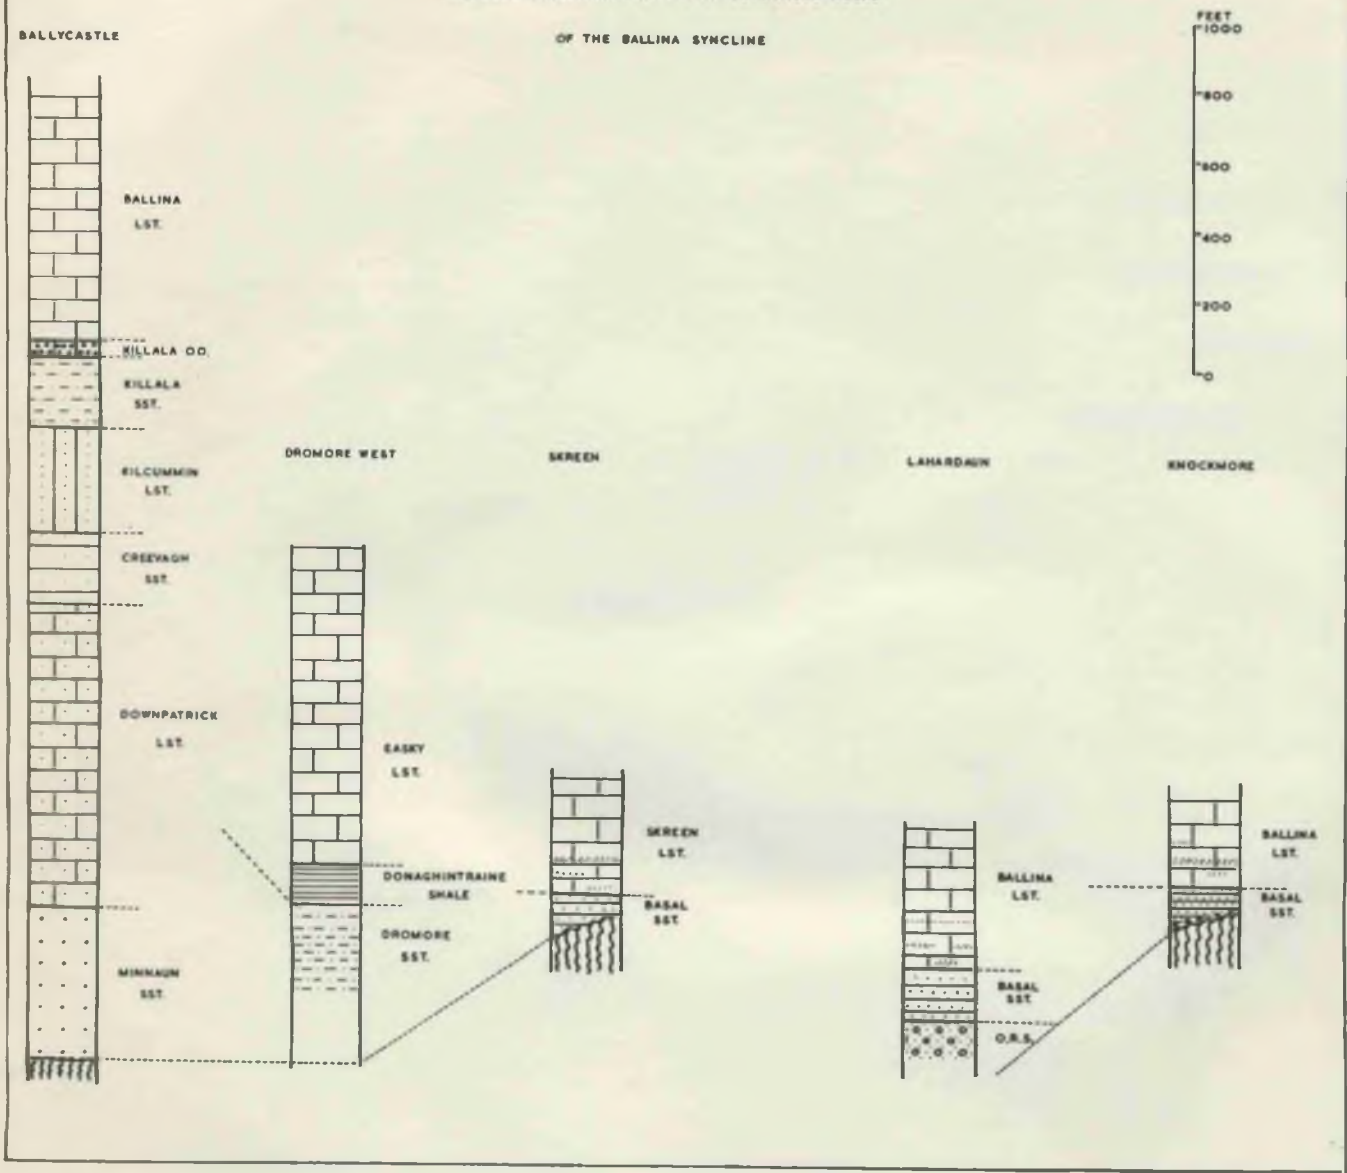 BALLYCASTLE
OF THE BALLINA SYNCLINE
FEET
1000
800
600
400
200
0
BALLINA
LST.
KILLALA OO.
KILLALA
SST.
KILCUMMIN
LST.
CREEVAGH
SST.
DOWNPATRICK
LST.
MINNAUN
SST.
DROMORE WEST
EASKY
LST.
DONAGHINTRAINE
SHALE
DROMORE
SST.
SKREEN
SKREEN
LST.
BASAL
SST.
LAHARDAUN
BALLINA
LST.
BASAL
SST.
O.R.S.
KNOCKMORE
BALLINA
LST.
BASAL
SST.